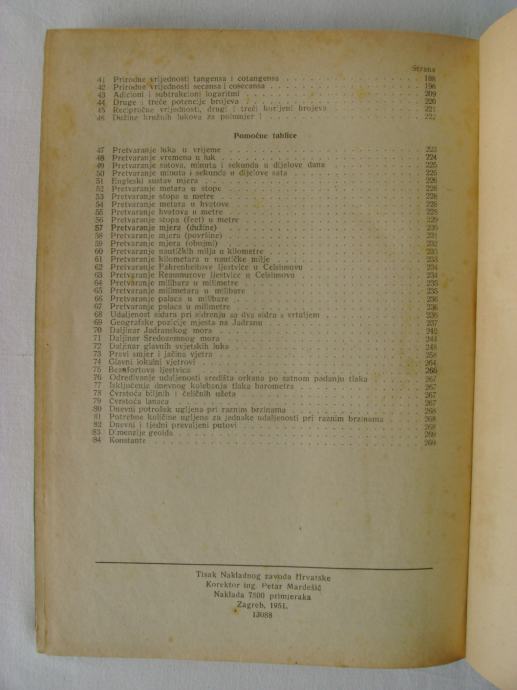 Strana
41 Prirodne vrijednosti tangensa i cotangensa 188
42 Prirodne vrijednosti secansa i cosecansa 196
43 Adicioni i subtrakcioni logaritmi 209
44 Druge i treće potencije brojeva 220
45 Recipročne vrijednosti, drugi i treći korijeni brojeva 221
46 Dužine kružnih lukova za polumjer 1 222
Pomoćne tablice
47 Pretvaranje luka u vrijeme 223
48 Pretvaranje vremena u luk 224
49 Pretvaranje satova, minuta i sekunda u dijelove dana 225
50 Pretvaranje minuta i sekunda u dijelove sata 225
51 Engleski sustav mjera 226
52 Pretvaranje metara u stope 228
53 Pretvaranje stopa u metre 228
54 Pretvaranje metara u hvatove 228
55 Pretvaranje hvatova u metre 228
56 Pretvaranje stopa (feet) u metre 229
57 Pretvaranje mjera (dužine) 230
58 Pretvaranje mjera (površine) 231
59 Pretvaranje mjera (obujmi) 232
60 Pretvaranje nautičkih milja u kilometre 233
61 Pretvaranje kilometara u nautičke milje 233
62 Pretvaranje Fahrenheitove ljestvice u Celsiusovu 234
63 Pretvaranje Reaumurove ljestvice u Celsiusovu 234
64 Pretvaranje milibara u milimetre 235
65 Pretvaranje milimetara u milibare 235
66 Pretvaranje palaca u milibare 236
67 Pretvaranje palaca u milimetre 236
68 Udaljenost sidara pri sidrenju sa dva sidra s vrtuljem 236
69 Geografske pozicije mjesta na Jadranu 237
70 Daljinar Jadranskog mora 240
71 Daljinar Sredozemnog mora 244
72 Daljinar glavnih svjetskih luka 248
73 Pravi smjer i jačina vjetra 258
74 Glavni lokalni vjetrovi 264
75 Beaufortova ljestvica 266
76 Određivanje udaljenosti središta orkana po satnom padanju tlaka 267
77 Isključenje dnevnog kolebanja tlaka barometra 267
78 Čvrstoća biljnih i čeličnih užeta 267
79 Čvrstoća lanaca 267
80 Dnevni potrošak ugljena pri raznim brzinama 268
81 Potrebne količine ugljena za jednake udaljenosti pri raznim brzinama 268
82 Dnevni i tjedni prevaljeni putovi 268
83 Dimenzije geoida 269
84 Konstante 269
Tisak Nakladnog zavoda Hrvatske
Korektor ing. Petar Mardešić
Naklada 7500 primjeraka
Zagreb, 1951.
13088